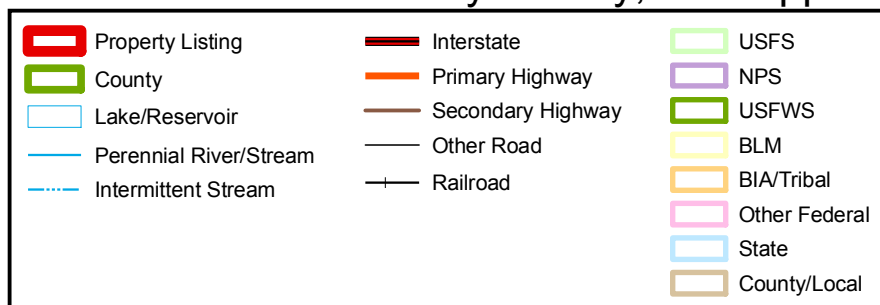 Property Listing
County
Lake/Reservoir
Perennial River/Stream
Intermittent Stream
Interstate
Primary Highway
Secondary Highway
Other Road
Railroad
USFS
NPS
USFWS
BLM
BIA/Tribal
Other Federal
State
County/Local